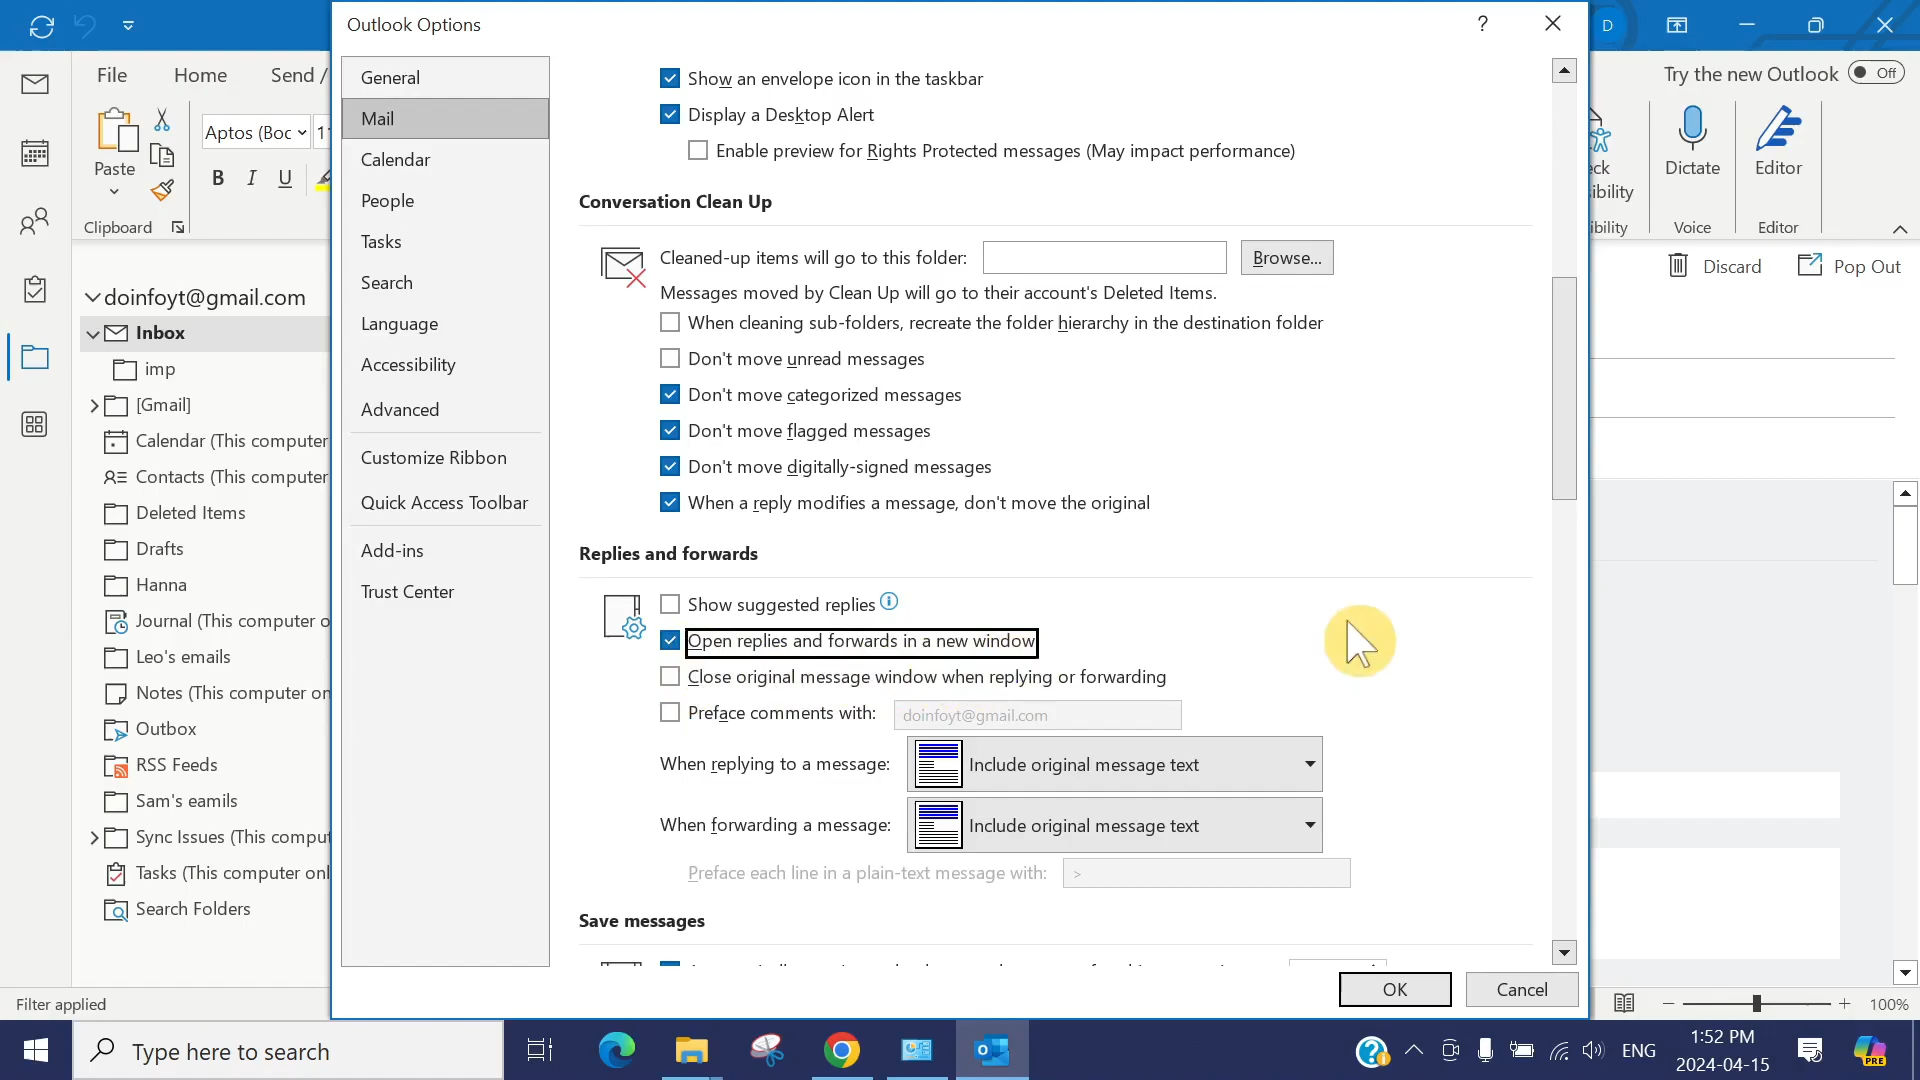 Outlook Options
?
D
File
Home
Send /
Try the new Outlook
Off
Paste
Aptos (Boc
11
B I U
Clipboard
Dictate
Editor
Voice
Editor
Discard
Pop Out
doinfoyt@gmail.com
Inbox
imp
[Gmail]
Calendar (This computer
Contacts (This computer
Deleted Items
Drafts
Hanna
Journal (This computer o
Leo's emails
Notes (This computer on
Outbox
RSS Feeds
Sam's eamils
Sync Issues (This compu
Tasks (This computer onl
Search Folders
Filter applied
General
Mail
Calendar
People
Tasks
Search
Language
Accessibility
Advanced
Customize Ribbon
Quick Access Toolbar
Add-ins
Trust Center
Show an envelope icon in the taskbar
Display a Desktop Alert
Enable preview for Rights Protected messages (May impact performance)
Conversation Clean Up
Cleaned-up items will go to this folder:
Browse...
Messages moved by Clean Up will go to their account's Deleted Items.
When cleaning sub-folders, recreate the folder hierarchy in the destination folder
Don't move unread messages
Don't move categorized messages
Don't move flagged messages
Don't move digitally-signed messages
When a reply modifies a message, don't move the original
Replies and forwards
Show suggested replies
Open replies and forwards in a new window
Close original message window when replying or forwarding
Preface comments with: doinfoyt@gmail.com
When replying to a message: Include original message text
When forwarding a message: Include original message text
Preface each line in a plain-text message with: >
Save messages
OK
Cancel
100%
Type here to search
ENG
1:52 PM
2024-04-15
PRE